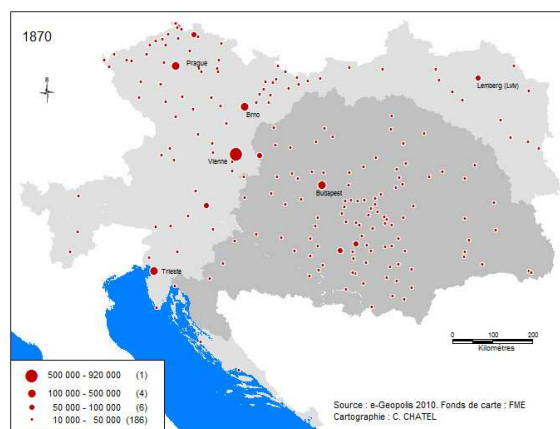 1870
Prague
Lemberg (Lviv)
Brno
Vienne
Budapest
Trieste
N
0 100 200
Kilomètres
500 000 - 920 000 (1)
100 000 - 500 000 (4)
50 000 - 100 000 (6)
10 000 - 50 000 (186)
Source : e-Geopolis 2010. Fonds de carte : FME
Cartographie : C. CHATEL